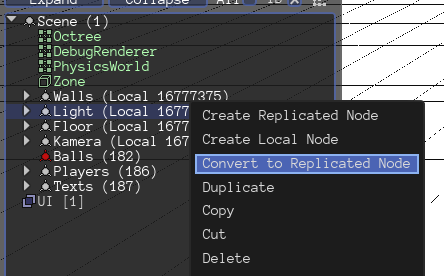 Expand Collapse All
Scene (1)
Octree
DebugRenderer
PhysicsWorld
Zone
Walls (Local 16777375)
Light (Local 1677
Floor (Local 1677
Kamera (Local 167
Balls (182)
Players (186)
Texts (187)
UI [1]
Create Replicated Node
Create Local Node
Convert to Replicated Node
Duplicate
Copy
Cut
Delete